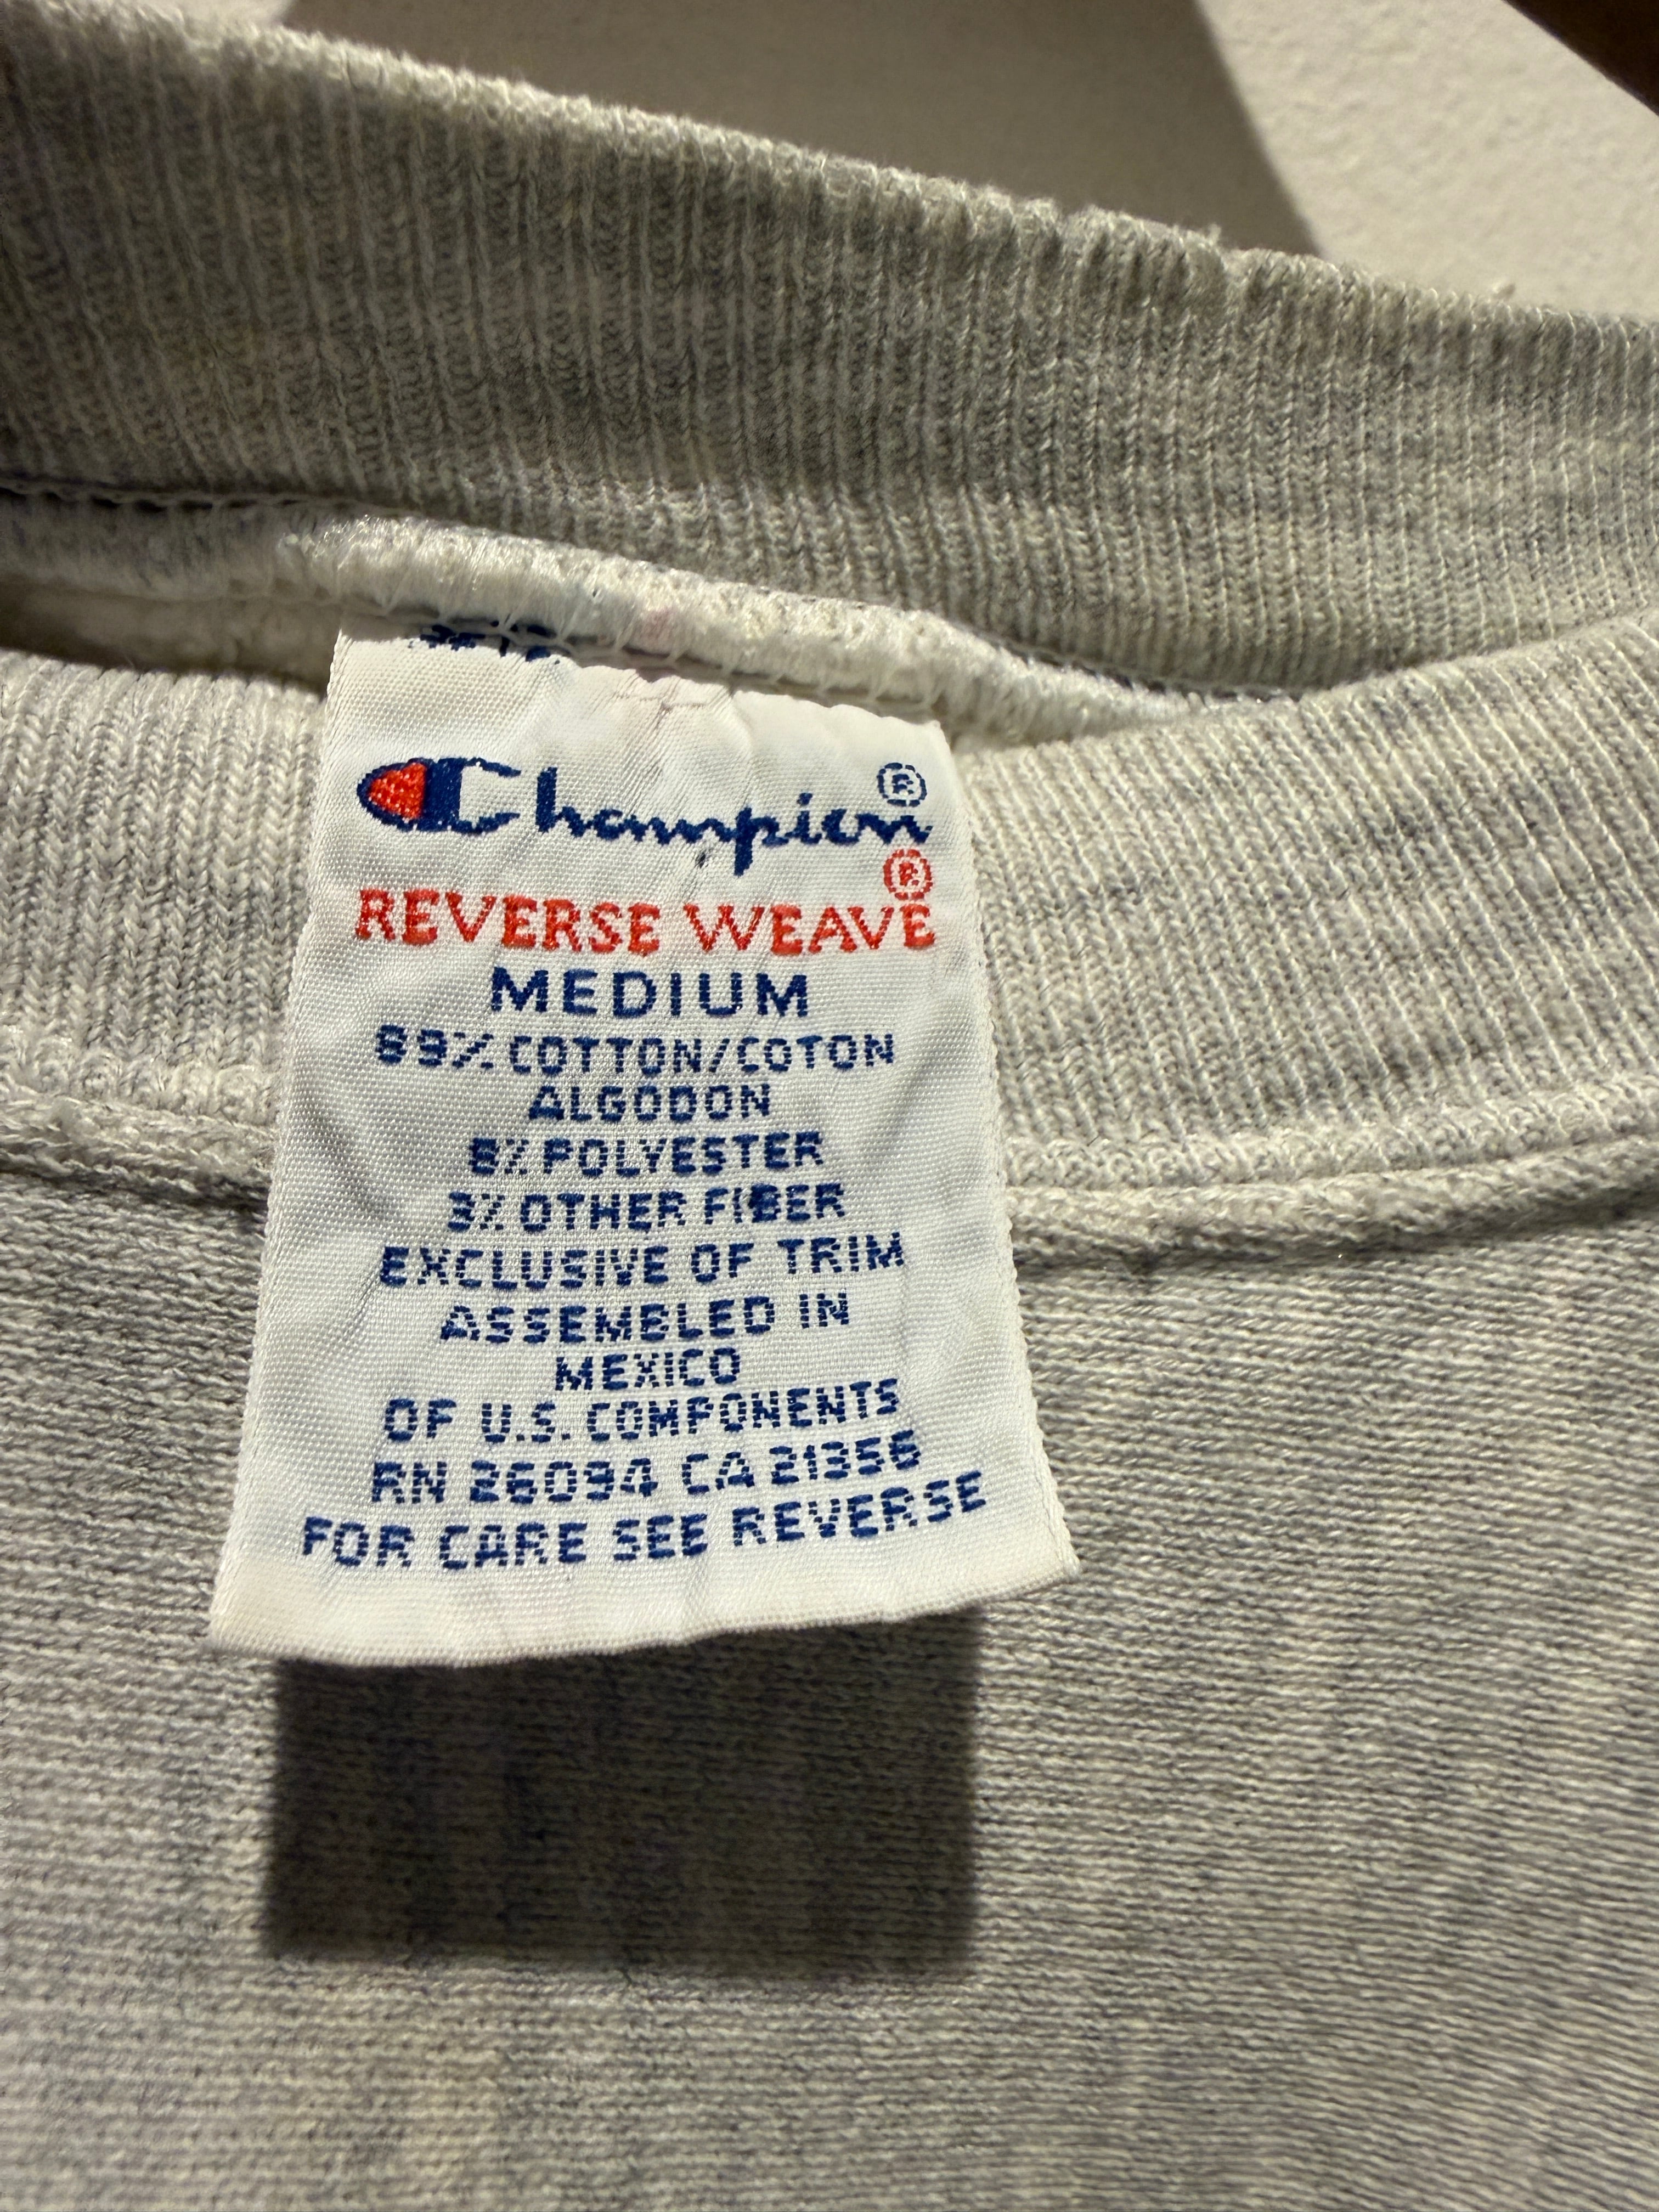 Champion®
REVERSE WEAVE®
MEDIUM
89% COTTON/COTON
ALGODON
8% POLYESTER
3% OTHER FIBER
EXCLUSIVE OF TRIM
ASSEMBLED IN
MEXICO
OF U.S. COMPONENTS
RN 26094 CA 21356
FOR CARE SEE REVERSE